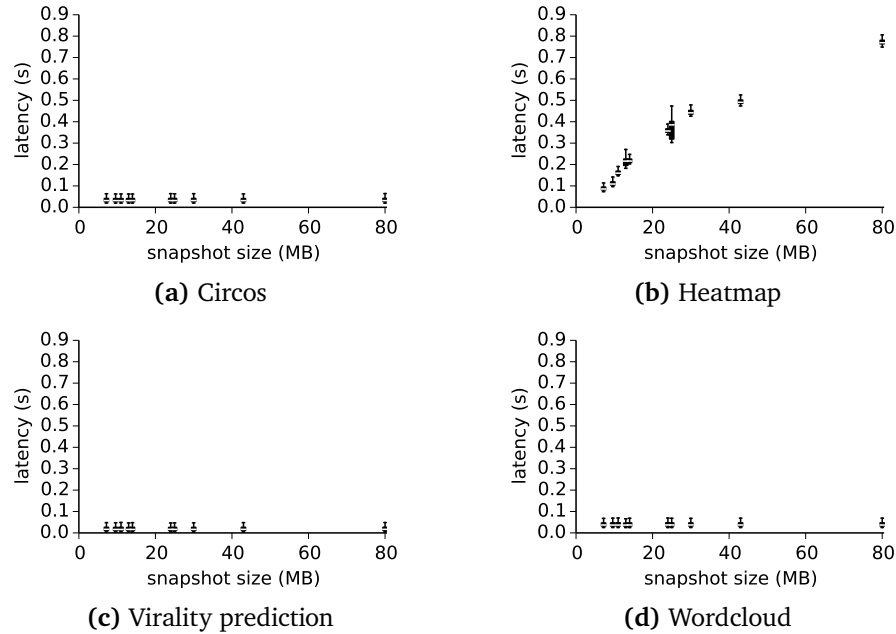 0.9
0.8
0.7
0.6
0.5
0.4
0.3
0.2
0.1
0.0
latency (s)
0 20 40 60 80
snapshot size (MB)
(a) Circos
0.9
0.8
0.7
0.6
0.5
0.4
0.3
0.2
0.1
0.0
latency (s)
0 20 40 60 80
snapshot size (MB)
(b) Heatmap
0.9
0.8
0.7
0.6
0.5
0.4
0.3
0.2
0.1
0.0
latency (s)
0 20 40 60 80
snapshot size (MB)
(c) Virality prediction
0.9
0.8
0.7
0.6
0.5
0.4
0.3
0.2
0.1
0.0
latency (s)
0 20 40 60 80
snapshot size (MB)
(d) Wordcloud